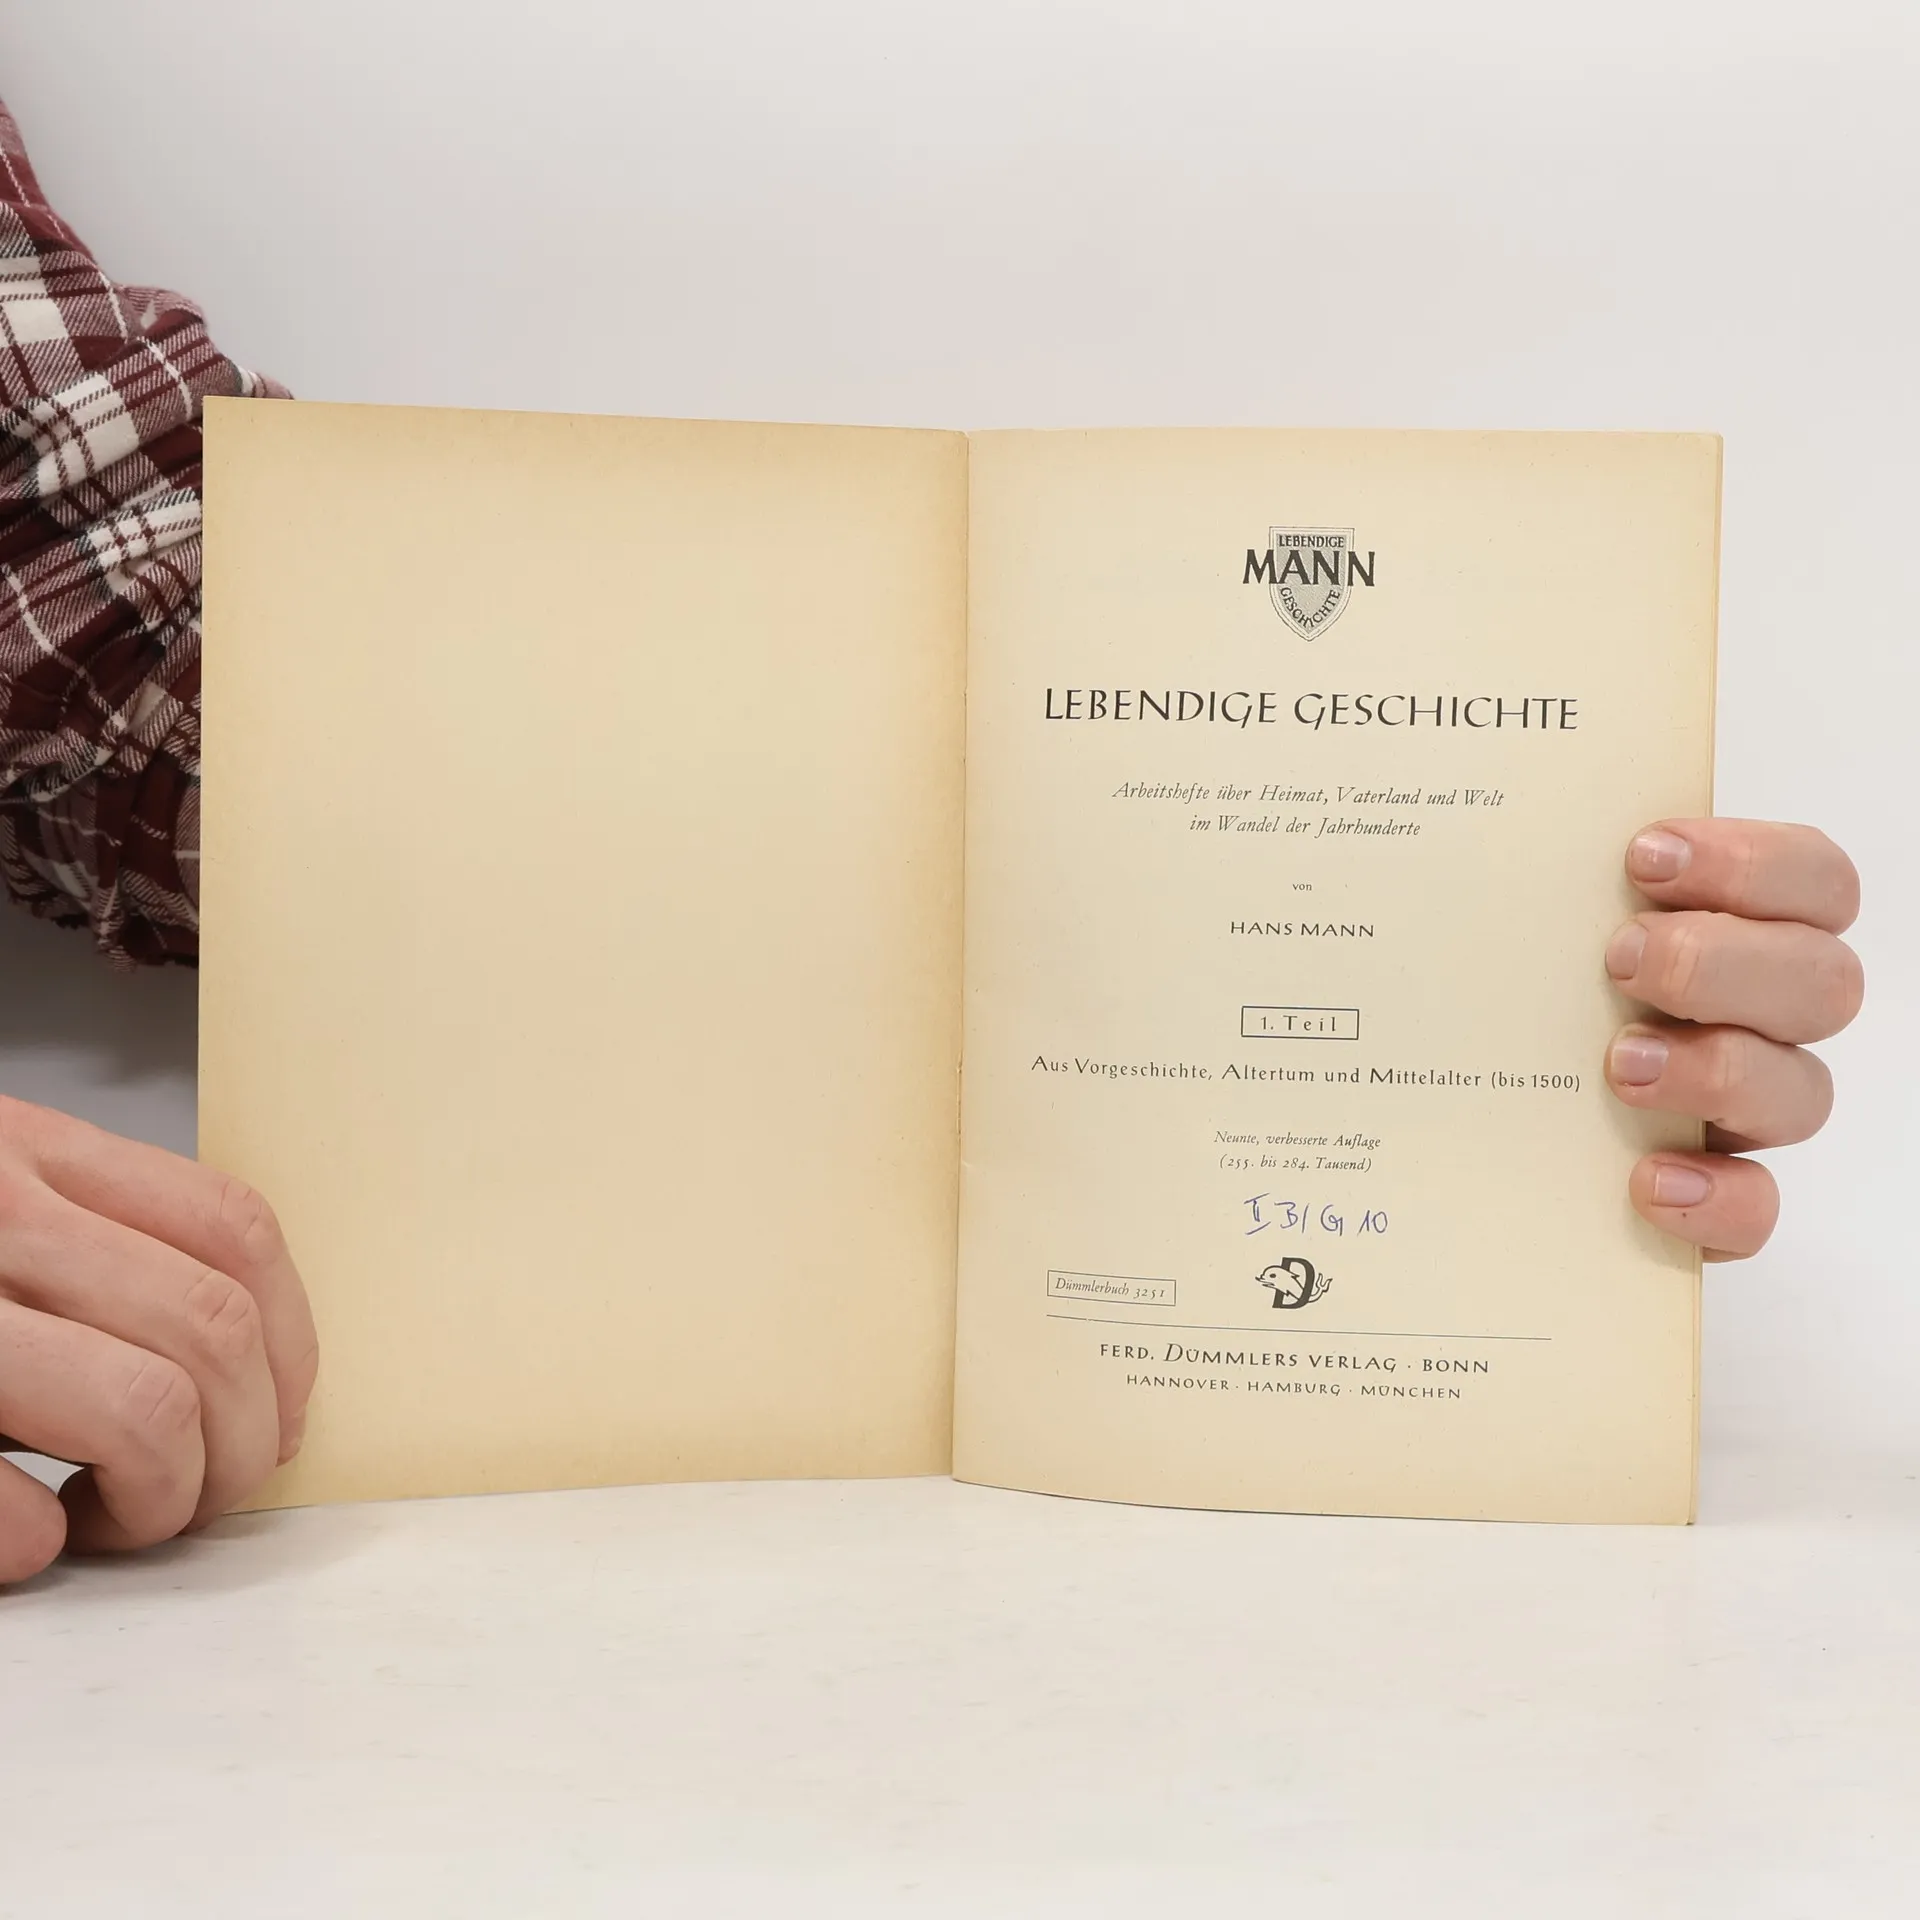 LEBENDIGE
MANN
GESCHICHTE
LEBENDIGE GESCHICHTE
Arbeitshefte über Heimat, Vaterland und Welt
im Wandel der Jahrhunderte
von
HANS MANN
1. Teil
Aus Vorgeschichte, Altertum und Mittelalter (bis 1500)
Neunte, verbesserte Auflage
(255. bis 284. Tausend)
II B/ G 10
D
Dümmlerbuch 3251
FERD. DÜMMLERS VERLAG · BONN
HANNOVER · HAMBURG · MÜNCHEN